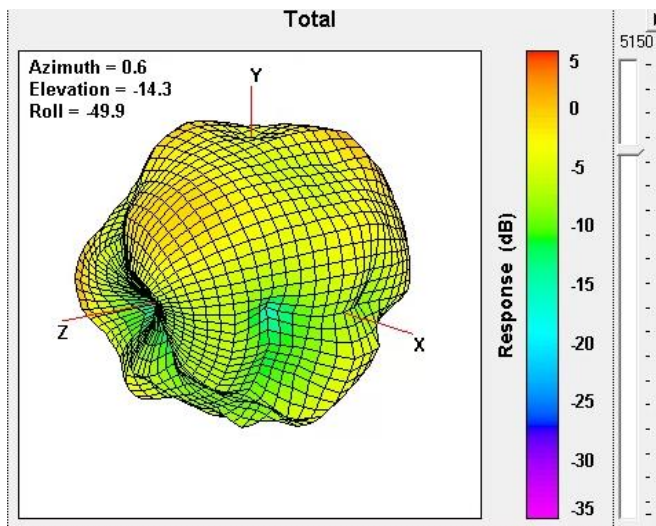 Total
5150
Azimuth = 0.6
Elevation = -14.3
Roll = -49.9
Y
Z
X
Response (dB)
5
0
-5
-10
-15
-20
-25
-30
-35